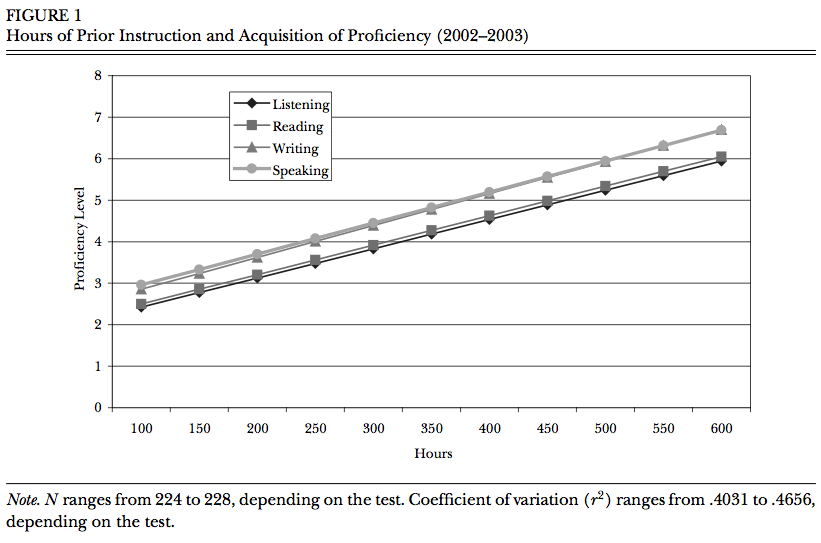 FIGURE 1
Hours of Prior Instruction and Acquisition of Proficiency (2002–2003)
8
7
6
5
4
3
2
1
0
Proficiency Level
Listening
Reading
Writing
Speaking
100 150 200 250 300 350 400 450 500 550 600
Hours
Note. N ranges from 224 to 228, depending on the test. Coefficient of variation (r²) ranges from .4031 to .4656,
depending on the test.